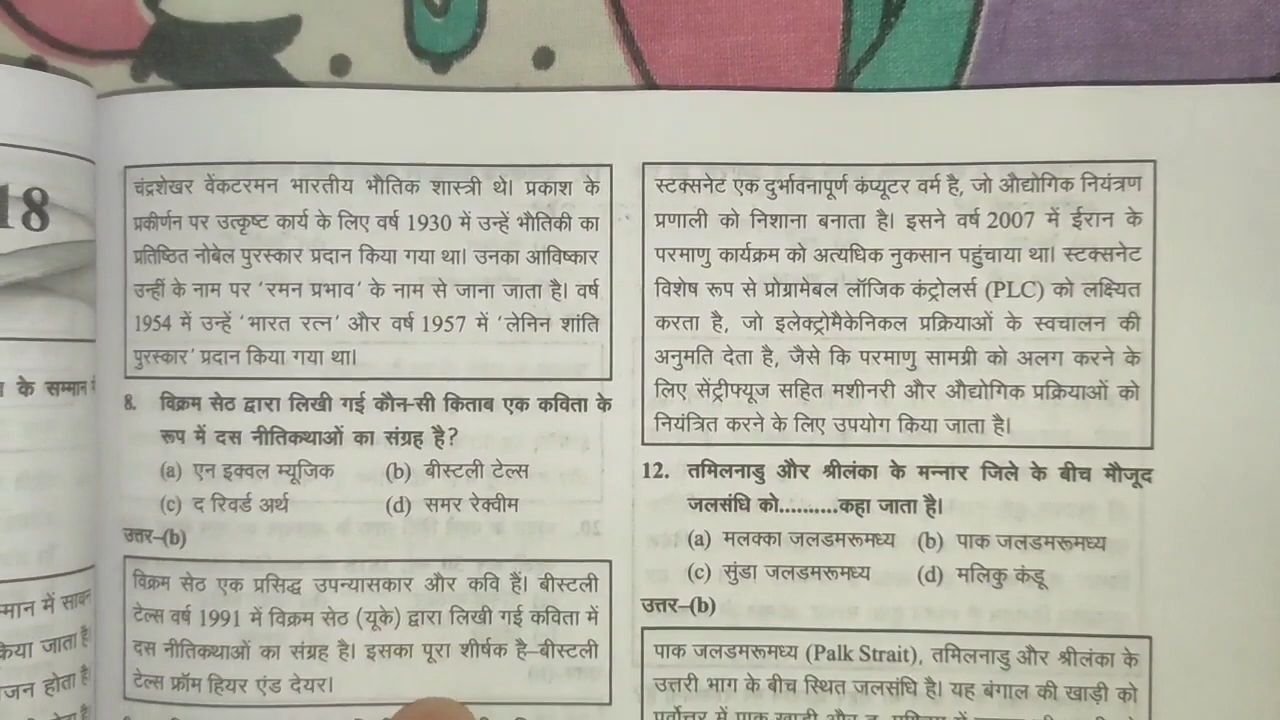 18
के सम्मान
चंद्रशेखर वेंकटरमन भारतीय भौतिक शास्त्री थे। प्रकाश के
प्रकीर्णन पर उत्कृष्ट कार्य के लिए वर्ष 1930 में उन्हें भौतिकी का
प्रतिष्ठित नोबेल पुरस्कार प्रदान किया गया था। उनका आविष्कार
उन्हीं के नाम पर 'रमन प्रभाव' के नाम से जाना जाता है। वर्ष
1954 में उन्हें 'भारत रत्न' और वर्ष 1957 में 'लेनिन शांति
पुरस्कार' प्रदान किया गया था।
8. विक्रम सेठ द्वारा लिखी गई कौन-सी किताब एक कविता के
रूप में दस नीतिकथाओं का संग्रह है?
(a) एन इक्वल म्यूजिक (b) बीस्टली टेल्स
(c) द रिवर्ड अर्थ (d) समर रेक्वीम
उत्तर–(b)
विक्रम सेठ एक प्रसिद्ध उपन्यासकार और कवि हैं। बीस्टली
टेल्स वर्ष 1991 में विक्रम सेठ (यूके) द्वारा लिखी गई कविता में
दस नीतिकथाओं का संग्रह है। इसका पूरा शीर्षक है–बीस्टली
टेल्स फ्रॉम हियर एंड देयर।
स्टक्सनेट एक दुर्भावनापूर्ण कंप्यूटर वर्म है, जो औद्योगिक नियंत्रण
प्रणाली को निशाना बनाता है। इसने वर्ष 2007 में ईरान के
परमाणु कार्यक्रम को अत्यधिक नुकसान पहुंचाया था। स्टक्सनेट
विशेष रूप से प्रोग्रामेबल लॉजिक कंट्रोलर्स (PLC) को लक्ष्यित
करता है, जो इलेक्ट्रोमैकेनिकल प्रक्रियाओं के स्वचालन की
अनुमति देता है, जैसे कि परमाणु सामग्री को अलग करने के
लिए सेंट्रीफ्यूज सहित मशीनरी और औद्योगिक प्रक्रियाओं को
नियंत्रित करने के लिए उपयोग किया जाता है।
12. तमिलनाडु और श्रीलंका के मन्नार जिले के बीच मौजूद
जलसंधि को..........कहा जाता है।
(a) मलक्का जलडमरूमध्य (b) पाक जलडमरूमध्य
(c) सुंडा जलडमरूमध्य (d) मलिकु कंडू
उत्तर–(b)
पाक जलडमरूमध्य (Palk Strait), तमिलनाडु और श्रीलंका के
उत्तरी भाग के बीच स्थित जलसंधि है। यह बंगाल की खाड़ी को